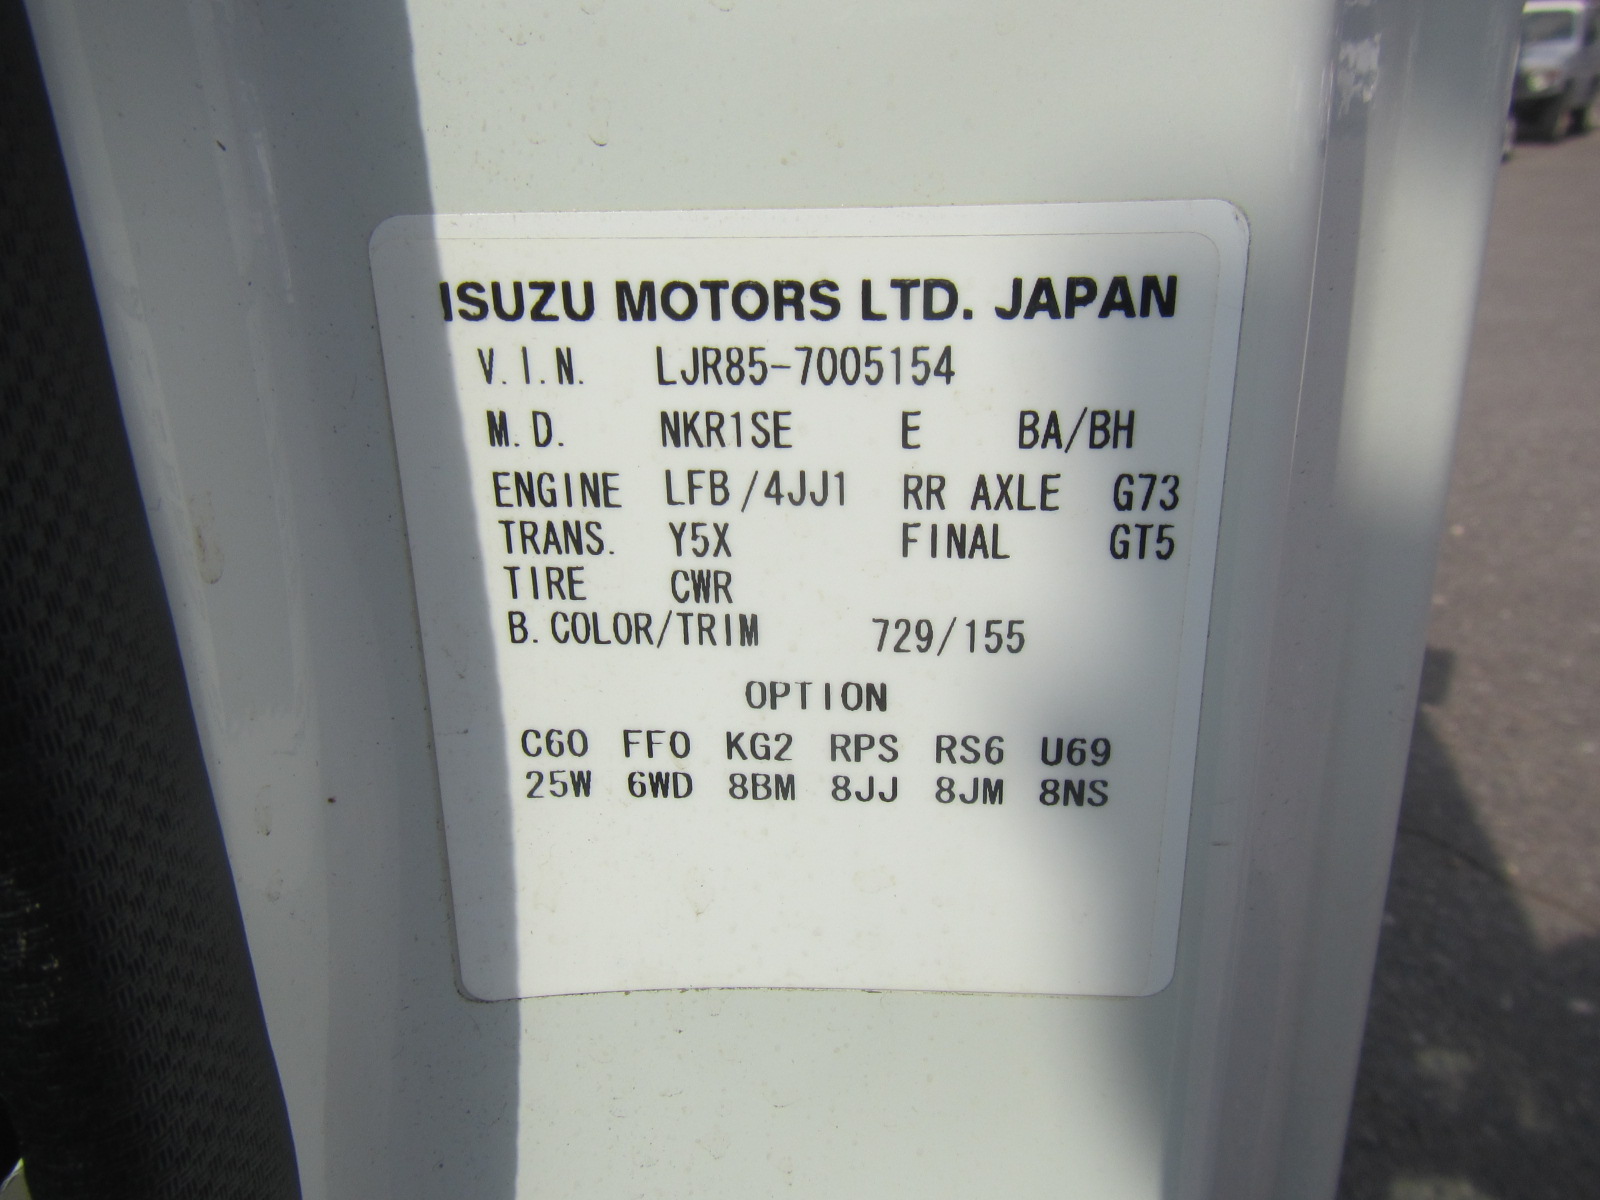 ISUZU MOTORS LTD. JAPAN
V.I.N. LJR85-7005154
M.D. NKR1SE E BA/BH
ENGINE LFB/4JJ1 RR AXLE G73
TRANS. Y5X FINAL GT5
TIRE CWR
B.COLOR/TRIM 729/155
OPTION
C60 FF0 KG2 RPS RS6 U69
25W 6WD 8BM 8JJ 8JM 8NS